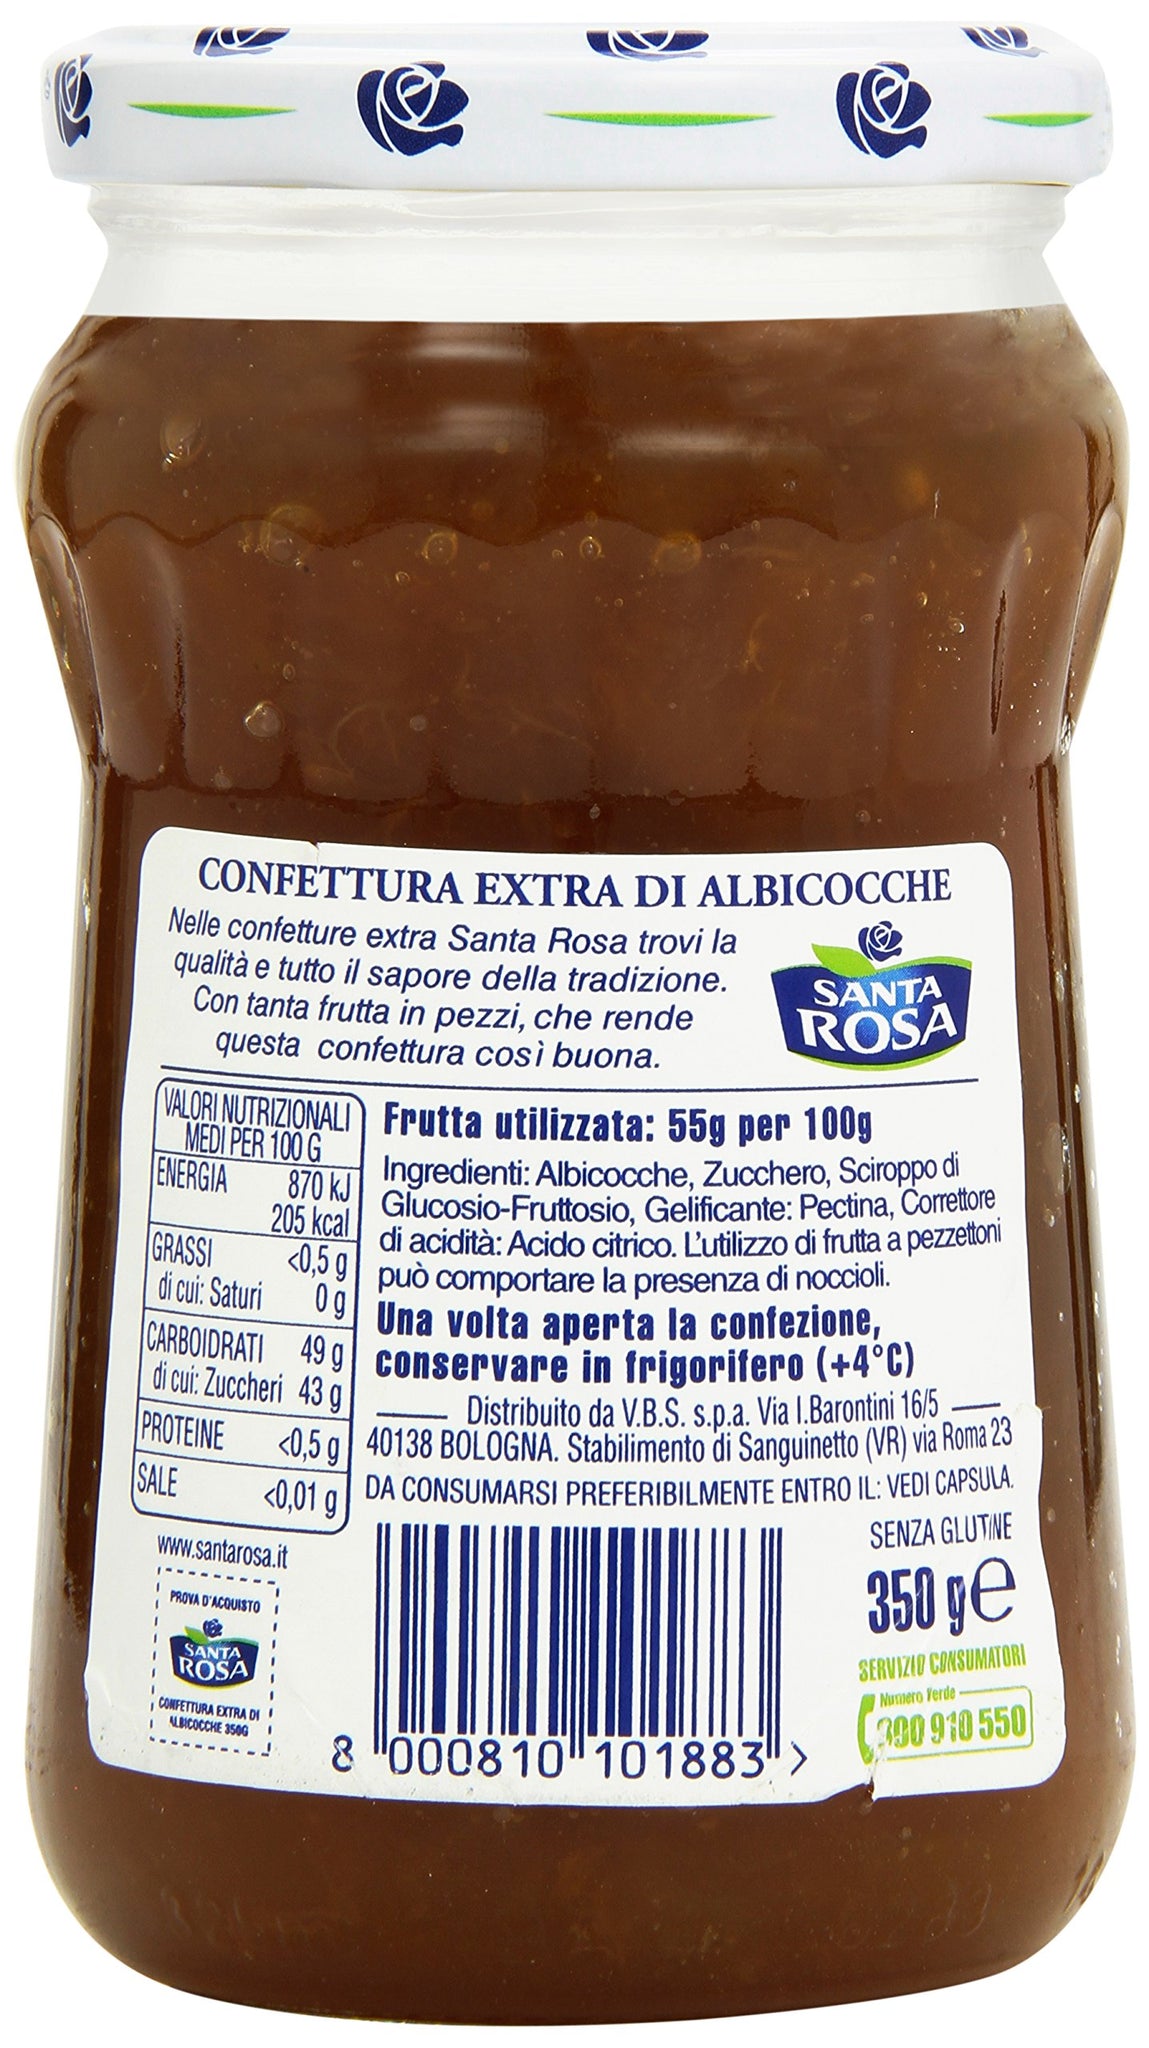 CONFETTURA EXTRA DI ALBICOCCHE
Nelle confetture extra Santa Rosa trovi la
qualità e tutto il sapore della tradizione.
Con tanta frutta in pezzi, che rende
questa confettura così buona.
SANTA
ROSA
VALORI NUTRIZIONALI
MEDI PER 100 G
ENERGIA 870 kJ
205 kcal
GRASSI <0,5 g
di cui: Saturi 0 g
CARBOIDRATI 49 g
di cui: Zuccheri 43 g
PROTEINE <0,5 g
SALE <0,01 g
Frutta utilizzata: 55g per 100g
Ingredienti: Albicocche, Zucchero, Sciroppo di
Glucosio-Fruttosio, Gelificante: Pectina, Correttore
di acidità: Acido citrico. L'utilizzo di frutta a pezzettoni
può comportare la presenza di noccioli.
Una volta aperta la confezione,
conservare in frigorifero (+4°C)
Distribuito da V.B.S. s.p.a. Via I.Barontini 16/5
40138 BOLOGNA. Stabilimento di Sanguinetto (VR) via Roma 23
DA CONSUMARSI PREFERIBILMENTE ENTRO IL: VEDI CAPSULA.
www.santarosa.it
PROVA D'ACQUISTO
SANTA
ROSA
CONFETTURA EXTRA DI
ALBICOCCHE 350G
8 000810 101883 >
SENZA GLUTINE
350 g e
SERVIZIO CONSUMATORI
Numero Verde
800 910 550